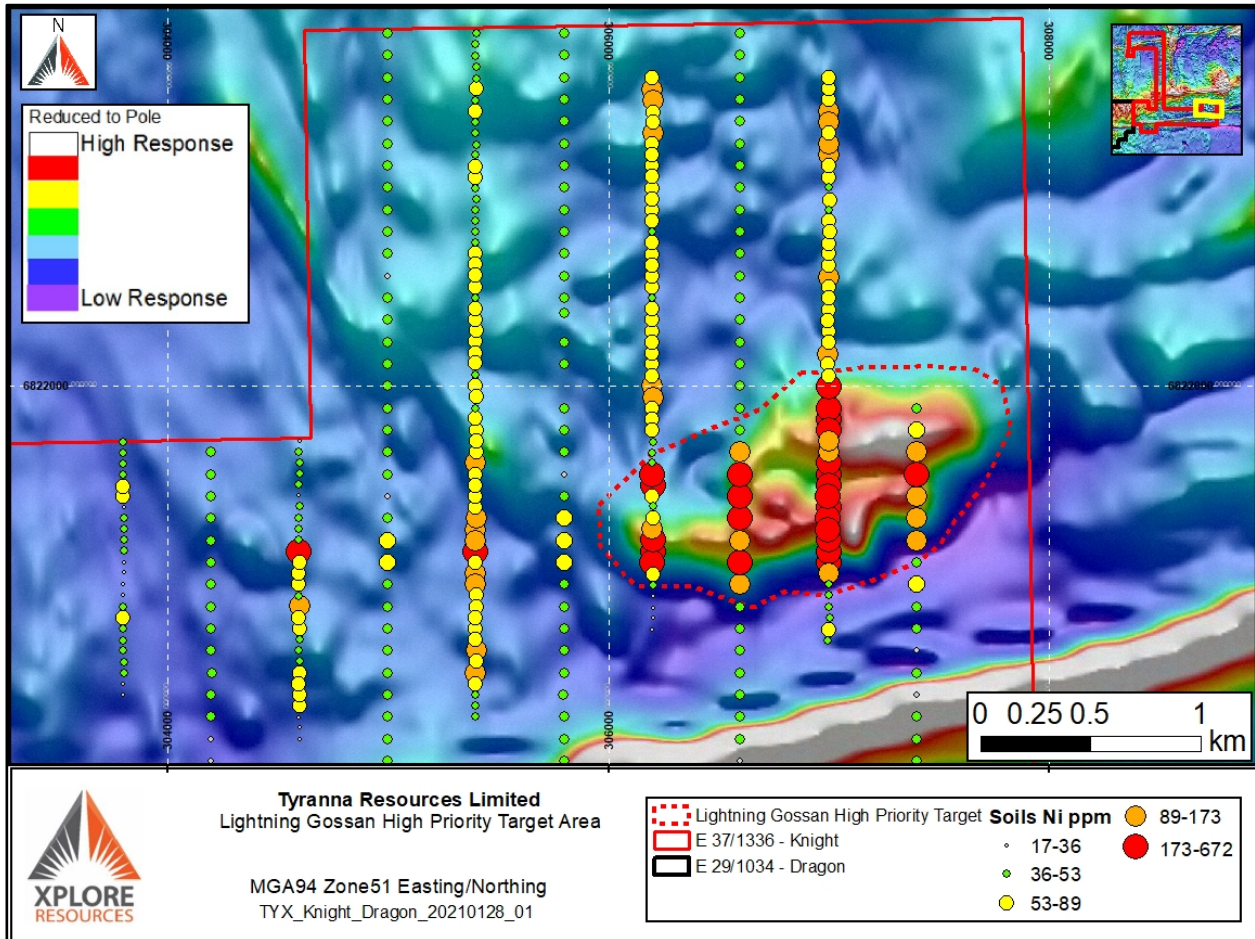 N
Reduced to Pole
High Response
Low Response
304000
306000
308000
6822000
6822000
304000
306000
0 0.25 0.5 1
km
XPLORE
RESOURCES
Tyranna Resources Limited
Lightning Gossan High Priority Target Area
MGA94 Zone51 Easting/Northing
TYX_Knight_Dragon_20210128_01
Lightning Gossan High Priority Target
E 37/1336 - Knight
E 29/1034 - Dragon
Soils Ni ppm
17-36
36-53
53-89
89-173
173-672